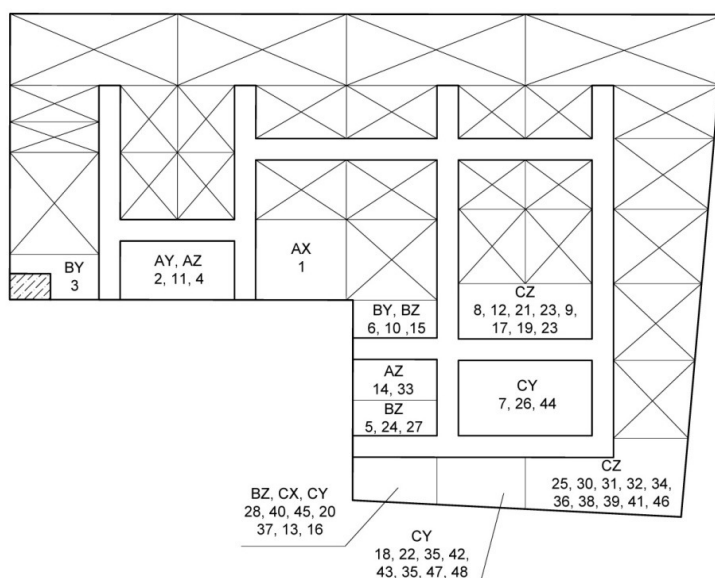 BY
3
AY, AZ
2, 11, 4
AX
1
BY, BZ
6, 10 ,15
CZ
8, 12, 21, 23, 9,
17, 19, 23
AZ
14, 33
BZ
5, 24, 27
CY
7, 26, 44
CZ
25, 30, 31, 32, 34,
36, 38, 39, 41, 46
BZ, CX, CY
28, 40, 45, 20
37, 13, 16
CY
18, 22, 35, 42,
43, 35, 47, 48